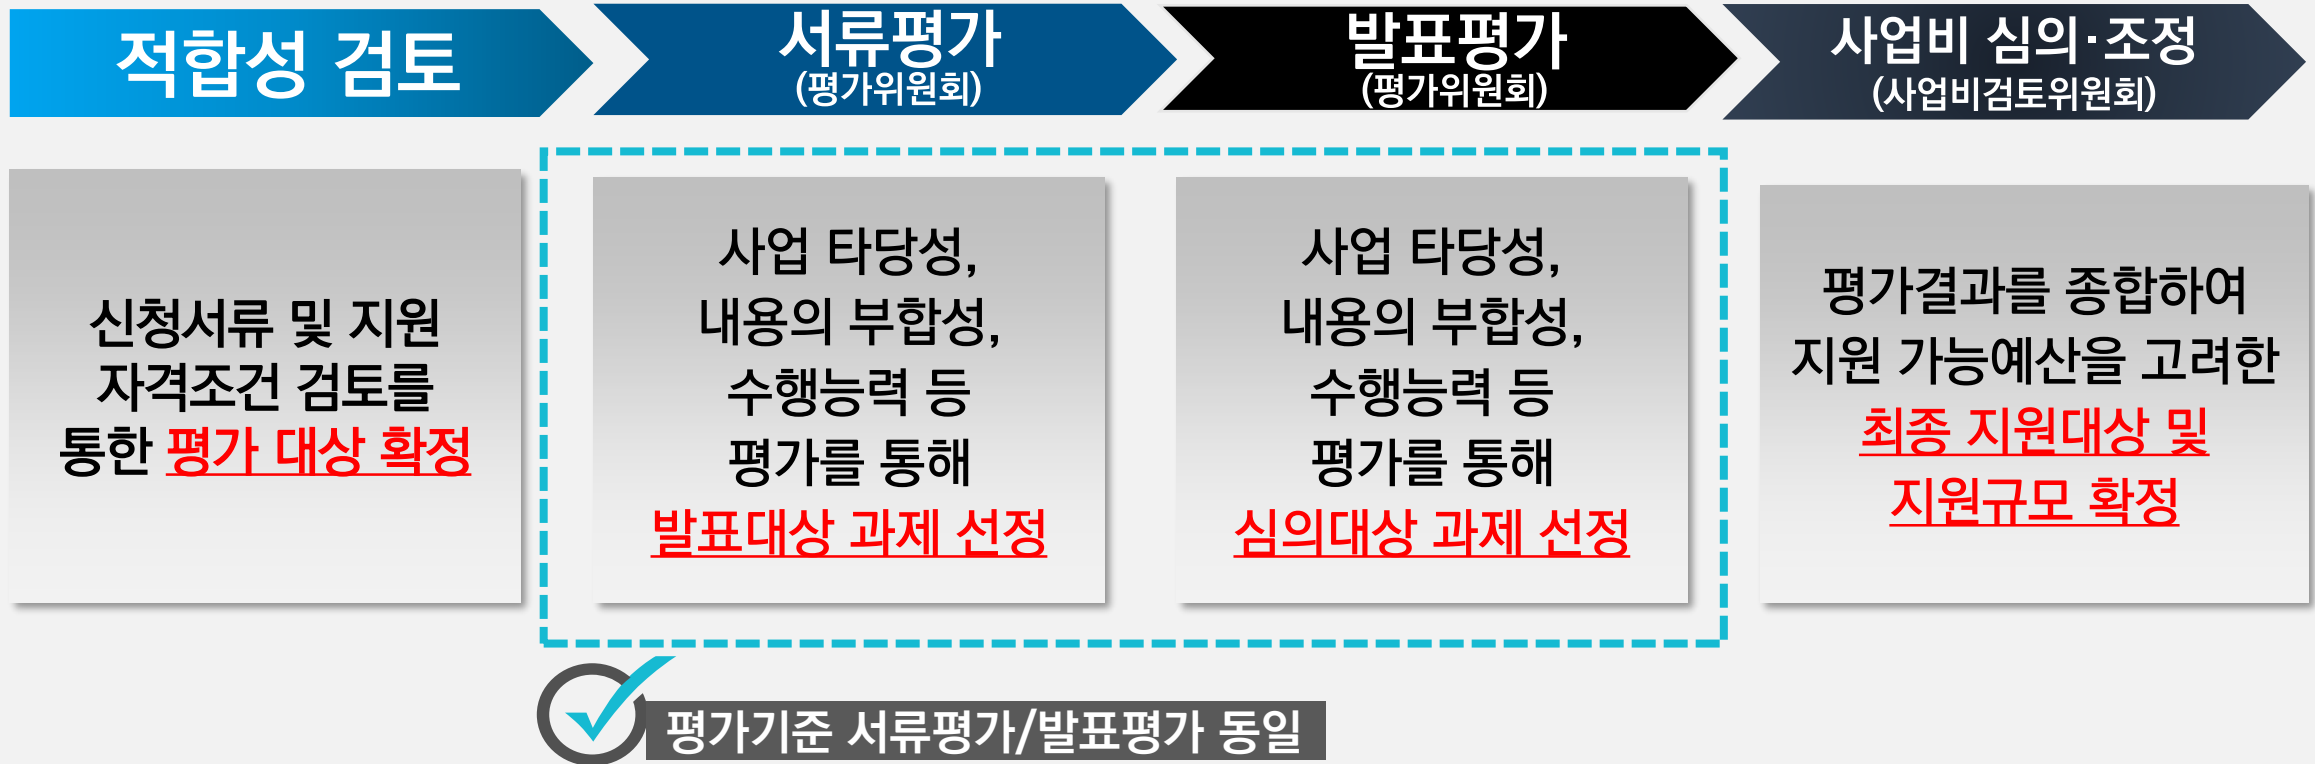 적합성 검토
서류평가
(평가위원회)
발표평가
(평가위원회)
사업비 심의·조정
(사업비검토위원회)
신청서류 및 지원
자격조건 검토를
통한 평가 대상 확정
사업 타당성,
내용의 부합성,
수행능력 등
평가를 통해
발표대상 과제 선정
사업 타당성,
내용의 부합성,
수행능력 등
평가를 통해
심의대상 과제 선정
평가결과를 종합하여
지원 가능예산을 고려한
최종 지원대상 및
지원규모 확정
평가기준 서류평가/발표평가 동일